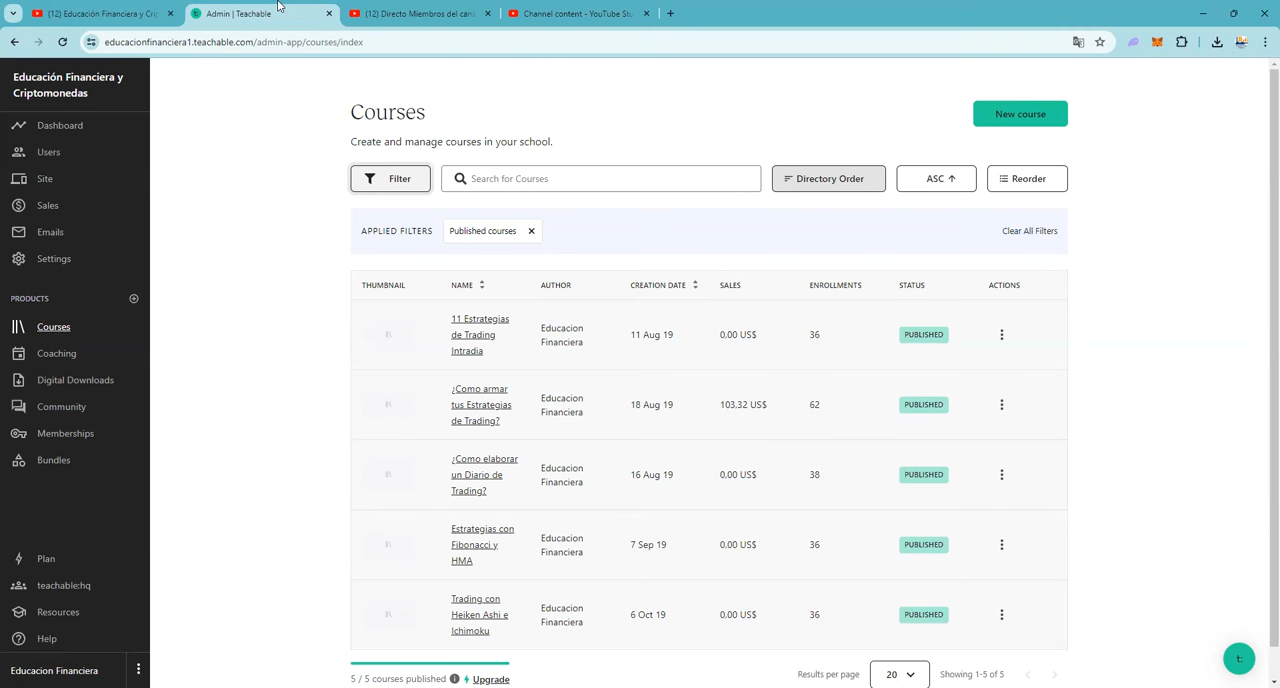 (12) Educación Financiera y Cri
Admin | Teachable
(12) Directo Miembros del cana
Channel content - YouTube Stu
educacionfinanciera1.teachable.com/admin-app/courses/index
Educación Financiera y
Criptomonedas
Dashboard
Users
Site
Sales
Emails
Settings
PRODUCTS
Courses
Coaching
Digital Downloads
Community
Memberships
Bundles
Plan
teachable:hq
Resources
Help
Educacion Financiera
Courses
New course
Create and manage courses in your school.
Filter
Search for Courses
Directory Order
ASC ↑
Reorder
APPLIED FILTERS
Published courses
Clear All Filters
THUMBNAIL NAME AUTHOR CREATION DATE SALES ENROLLMENTS STATUS ACTIONS
11 Estrategias
de Trading
Intradia
Educacion
Financiera
11 Aug 19
0,00 US$
36
PUBLISHED
¿Como armar
tus Estrategias
de Trading?
Educacion
Financiera
18 Aug 19
103,32 US$
62
PUBLISHED
¿Como elaborar
un Diario de
Trading?
Educacion
Financiera
16 Aug 19
0,00 US$
38
PUBLISHED
Estrategias con
Fibonacci y
HMA
Educacion
Financiera
7 Sep 19
0,00 US$
36
PUBLISHED
Trading con
Heiken Ashi e
Ichimoku
Educacion
Financiera
6 Oct 19
0,00 US$
36
PUBLISHED
5 / 5 courses published
Upgrade
Results per page
20
Showing 1-5 of 5
t: